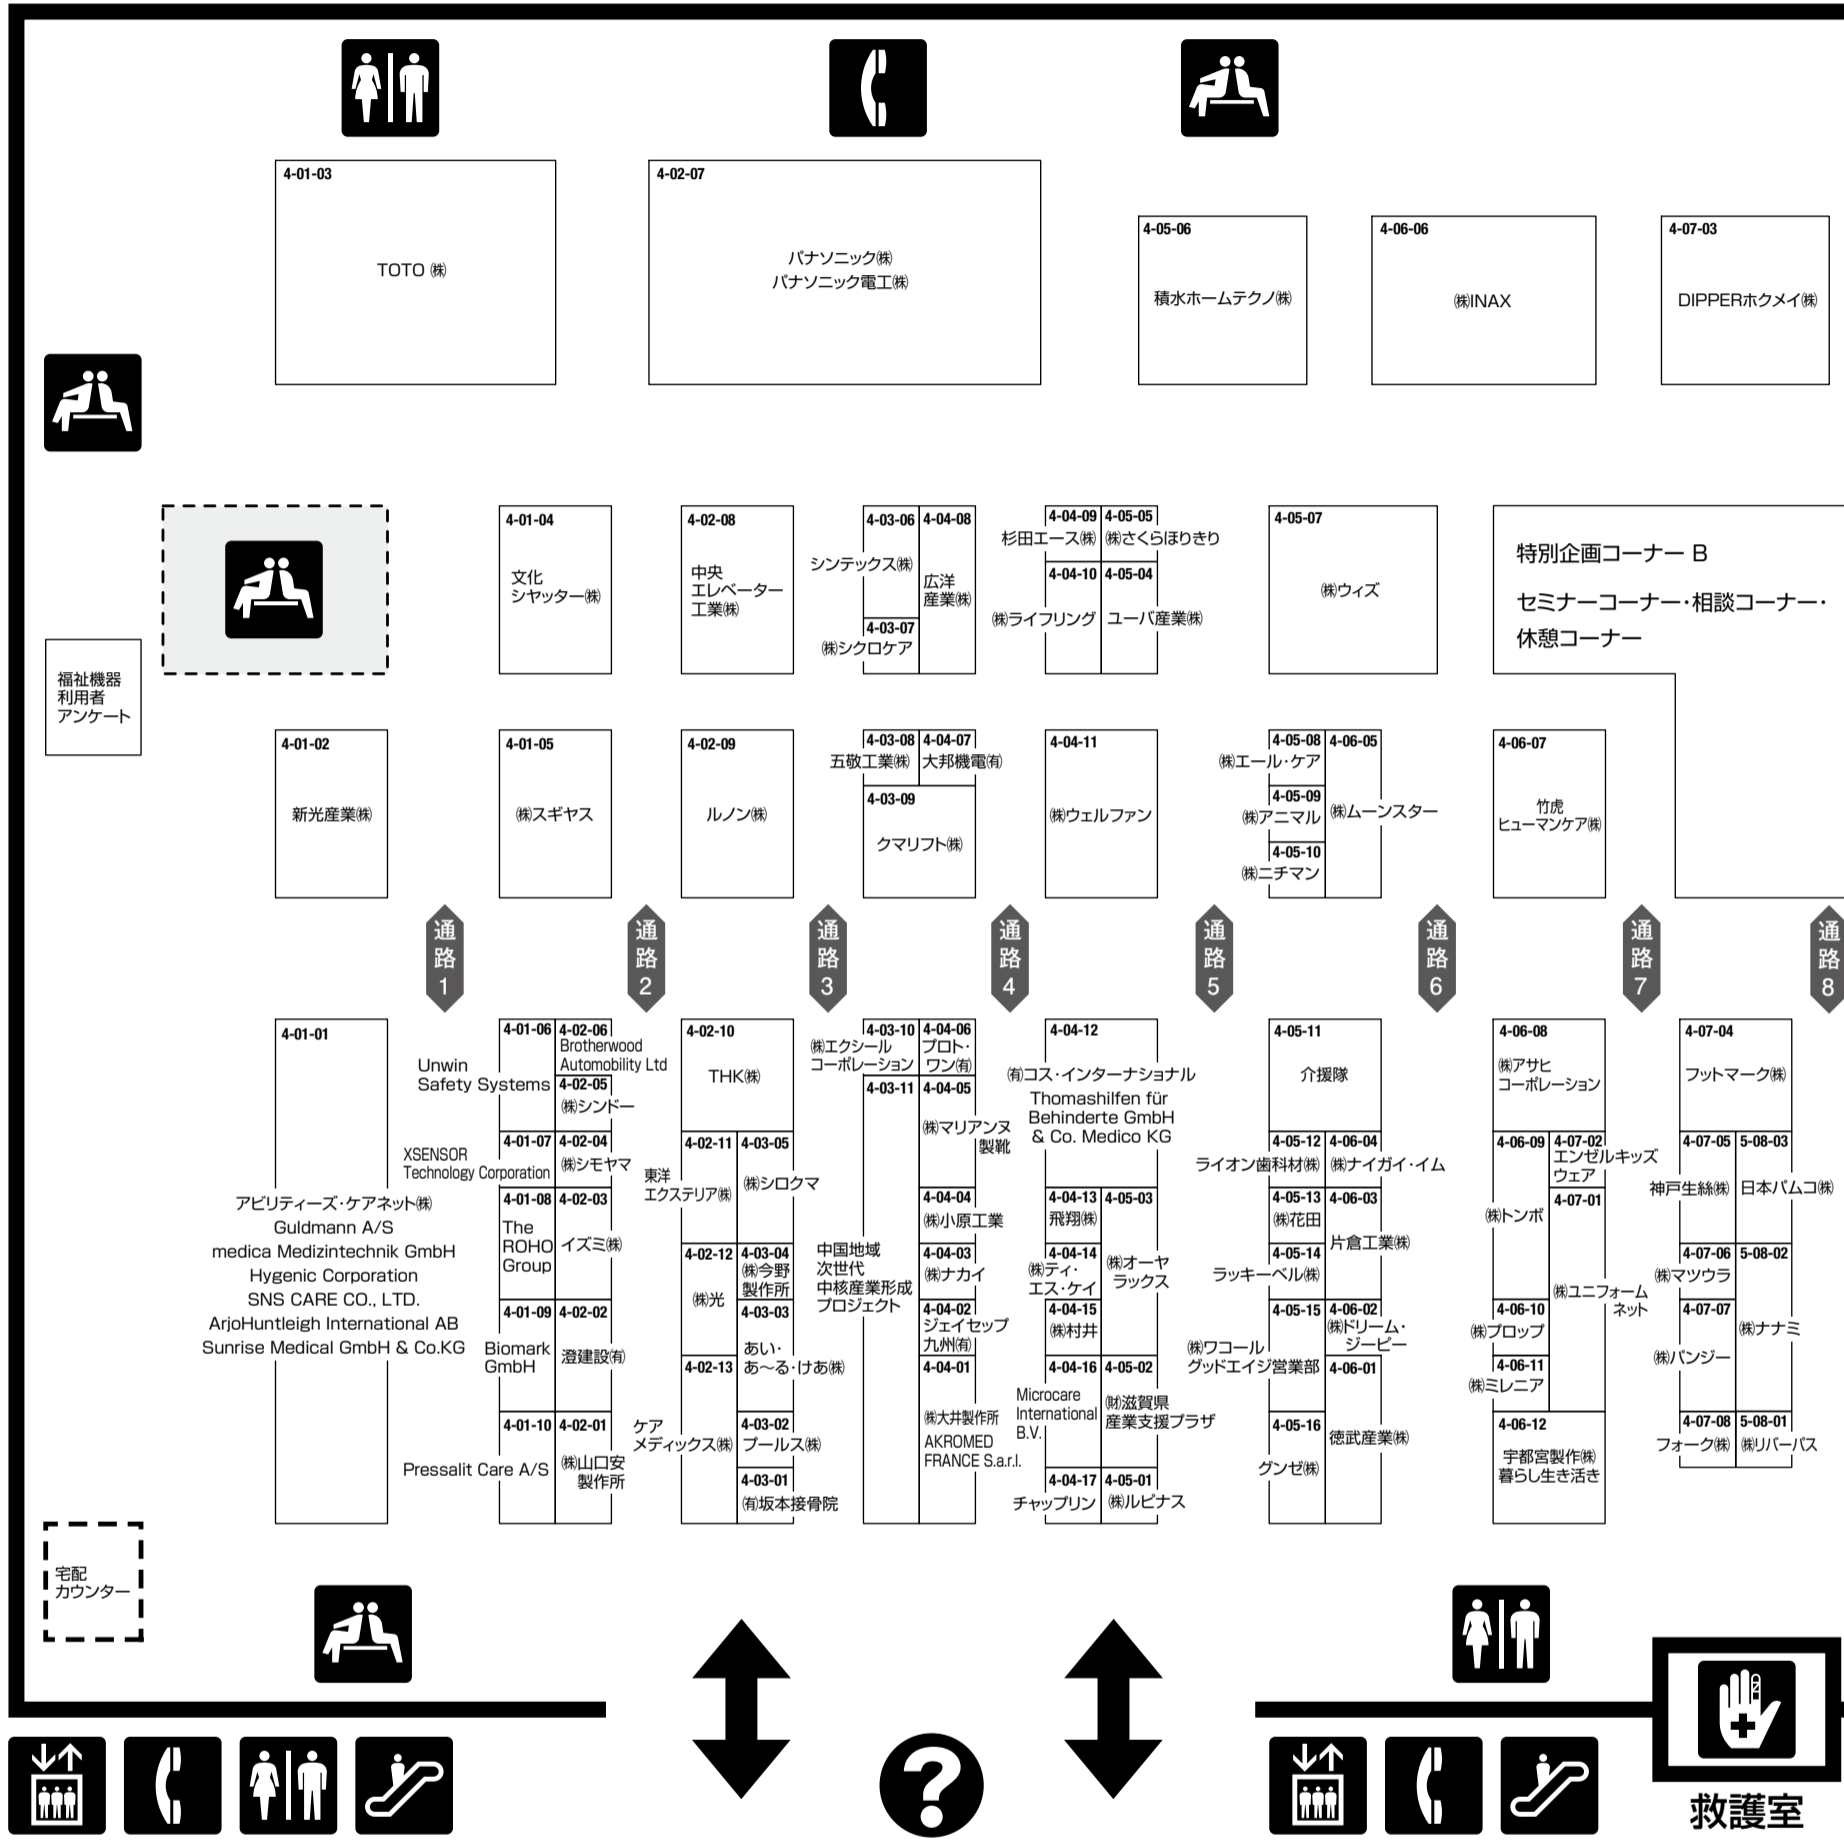 4-01-03
TOTO ㈱
4-02-07
パナソニック㈱
パナソニック電工㈱
4-05-06
積水ホームテクノ㈱
4-06-06
㈱INAX
4-07-03
DIPPERホクメイ㈱
福祉機器
利用者
アンケート
4-01-04
文化
シヤッター㈱
4-02-08
中央
エレベーター
工業㈱
4-03-06
シンテックス㈱
4-03-07
㈱シクロケア
4-04-08
広洋
産業㈱
4-04-09
杉田エース㈱
4-05-05
㈱さくらほりきり
4-04-10
㈱ライフリング
4-05-04
ユーバ産業㈱
4-05-07
㈱ウィズ
特別企画コーナー B
セミナーコーナー・相談コーナー・
休憩コーナー
4-01-02
新光産業㈱
4-01-05
㈱スギヤス
4-02-09
ルノン㈱
4-03-08
五敬工業㈱
4-04-07
大邦機電㈲
4-03-09
クマリフト㈱
4-04-11
㈱ウェルファン
4-05-08
㈱エール・ケア
4-05-09
㈱アニマル
4-05-10
㈱ニチマン
4-06-05
㈱ムーンスター
4-06-07
竹虎
ヒューマンケア㈱
通路1
通路2
通路3
通路4
通路5
通路6
通路7
通路8
4-01-01
アビリティーズ・ケアネット㈱
Guldmann A/S
medica Medizintechnik GmbH
Hygenic Corporation
SNS CARE CO., LTD.
ArjoHuntleigh International AB
Sunrise Medical GmbH & Co.KG
4-01-06
Unwin
Safety Systems
4-02-06
Brotherwood
Automobility Ltd
4-02-05
㈱シンドー
4-01-07
XSENSOR
Technology Corporation
4-02-04
㈱シモヤマ
4-01-08
The
ROHO
Group
4-02-03
イズミ㈱
4-01-09
Biomark
GmbH
4-02-02
澄建設㈲
4-01-10
Pressalit Care A/S
4-02-01
㈱山口安
製作所
4-02-10
THK㈱
4-02-11
東洋
エクステリア㈱
4-03-05
㈱シロクマ
4-02-12
㈱光
4-03-04
㈱今野
製作所
4-03-03
あい・
あ〜る・けあ㈱
4-02-13
ケア
メディックス㈱
4-03-02
プールス㈱
4-03-01
㈲坂本接骨院
4-03-10
㈱エクシール
コーポレーション
4-04-06
プロト・
ワン㈲
4-03-11
中国地域
次世代
中核産業形成
プロジェクト
4-04-05
㈱マリアンヌ
製靴
4-04-04
㈱小原工業
4-04-03
㈱ナカイ
4-04-02
ジェイセップ
九州㈲
4-04-01
㈱大井製作所
AKROMED
FRANCE S.a.r.l.
4-04-12
㈲コス・インターナショナル
Thomashilfen für
Behinderte GmbH
& Co. Medico KG
4-04-13
飛翔㈱
4-05-03
㈱オーヤ
ラックス
4-04-14
㈱ティ・
エス・ケイ
4-04-15
㈱村井
4-04-16
Microcare
International
B.V.
4-05-02
㈶滋賀県
産業支援プラザ
4-04-17
チャップリン
4-05-01
㈱ルピナス
4-05-11
介援隊
4-05-12
ライオン歯科材㈱
4-06-04
㈱ナイガイ・イム
4-05-13
㈱花田
4-06-03
片倉工業㈱
4-05-14
ラッキーベル㈱
4-05-15
㈱ワコール
グッドエイジ営業部
4-06-02
㈱ドリーム・
ジーピー
4-06-01
徳武産業㈱
4-05-16
グンゼ㈱
4-06-08
㈱アサヒ
コーポレーション
4-06-09
㈱トンボ
4-07-02
エンゼルキッズ
ウェア
4-07-01
㈱ユニフォーム
ネット
4-06-10
㈱プロップ
4-06-11
㈱ミレニア
4-06-12
宇都宮製作㈱
暮らし生き活き
4-07-04
フットマーク㈱
4-07-05
神戸生絲㈱
5-08-03
日本パムコ㈱
4-07-06
㈱マツウラ
5-08-02
㈱ナナミ
4-07-07
㈱パンジー
4-07-08
フォーク㈱
5-08-01
㈱リバーパス
宅配
カウンター
?
救護室